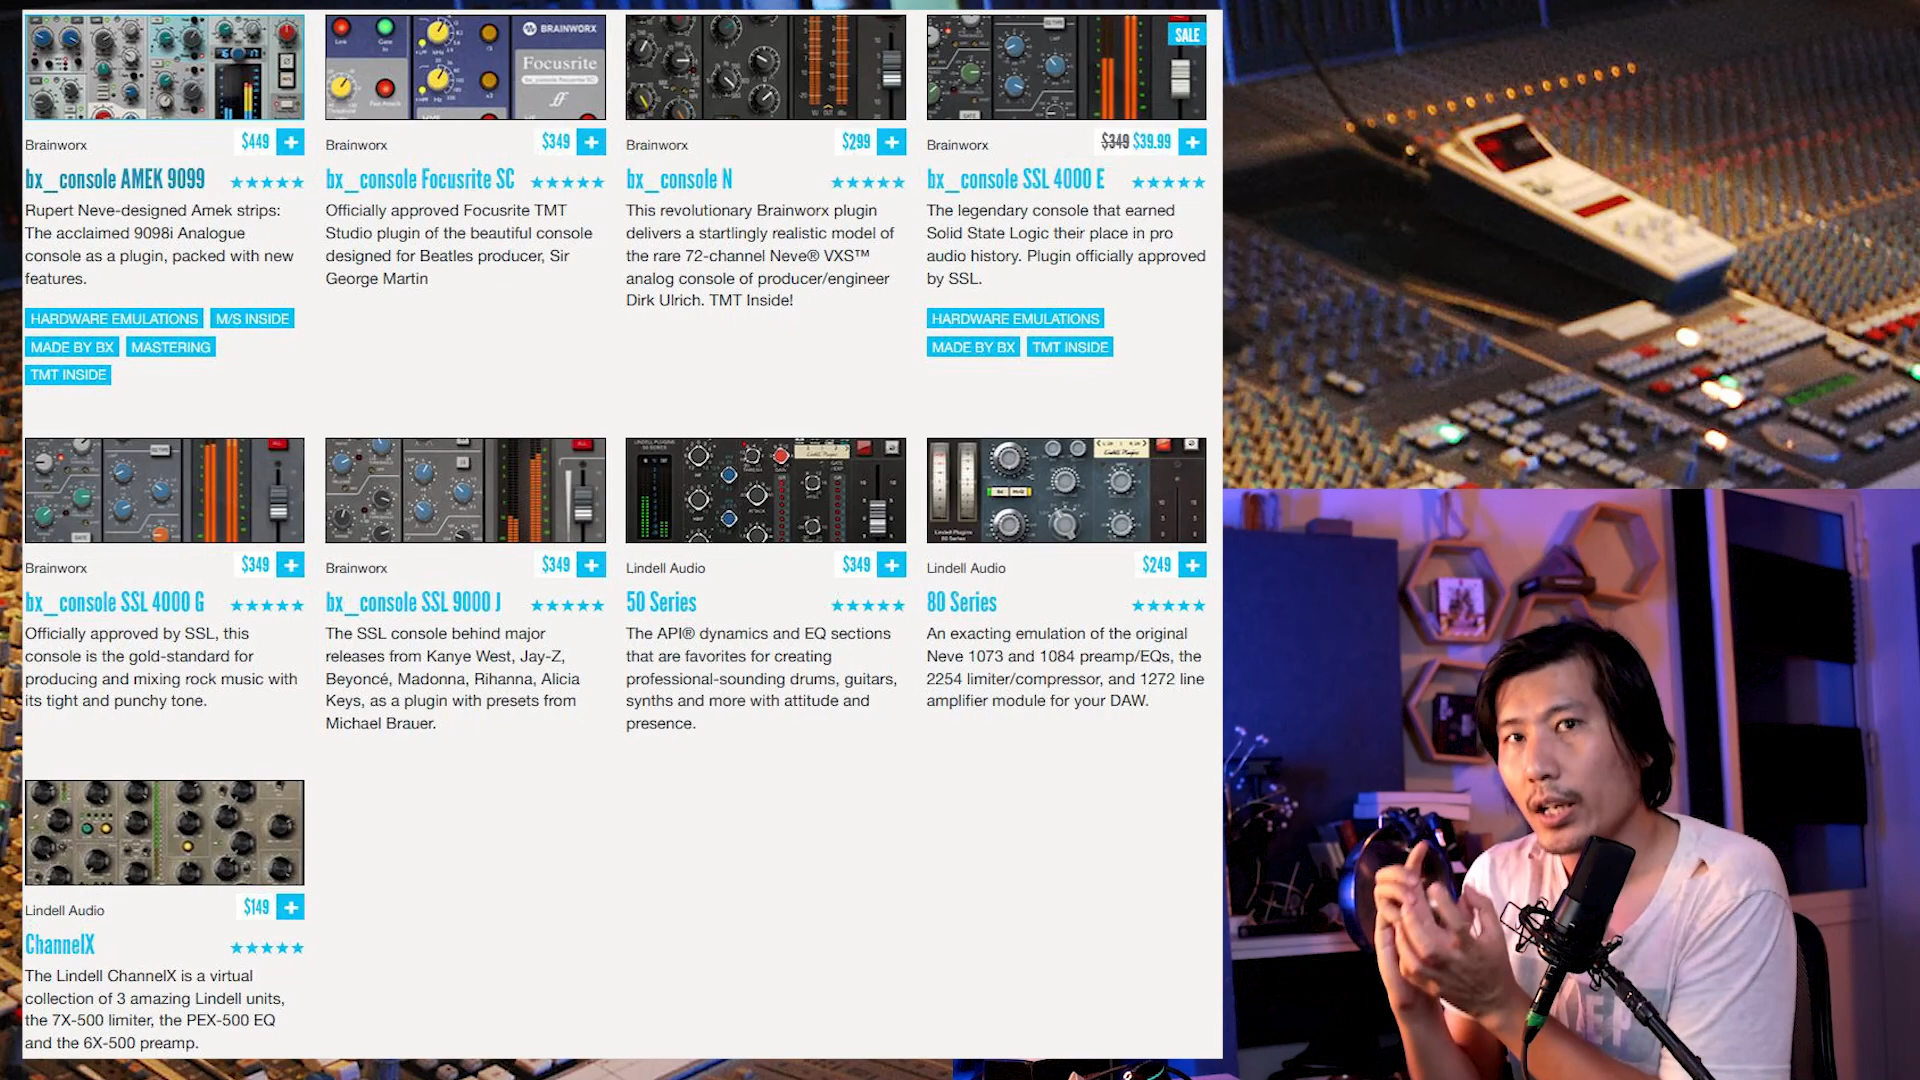 BRAINWORX
Focusrite
bx_console Focusrite SC
SALE
Brainworx
$449
+
bx_console AMEK 9099
Rupert Neve-designed Amek strips:
The acclaimed 9098i Analogue
console as a plugin, packed with new
features.
HARDWARE EMULATIONS
M/S INSIDE
MADE BY BX
MASTERING
TMT INSIDE
Brainworx
$349
+
bx_console Focusrite SC
Officially approved Focusrite TMT
Studio plugin of the beautiful console
designed for Beatles producer, Sir
George Martin
Brainworx
$299
+
bx_console N
This revolutionary Brainworx plugin
delivers a startlingly realistic model of
the rare 72-channel Neve® VXS™
analog console of producer/engineer
Dirk Ulrich. TMT Inside!
Brainworx
$349 $39.99
+
bx_console SSL 4000 E
The legendary console that earned
Solid State Logic their place in pro
audio history. Plugin officially approved
by SSL.
HARDWARE EMULATIONS
MADE BY BX
TMT INSIDE
Brainworx
$349
+
bx_console SSL 4000 G
Officially approved by SSL, this
console is the gold-standard for
producing and mixing rock music with
its tight and punchy tone.
Brainworx
$349
+
bx_console SSL 9000 J
The SSL console behind major
releases from Kanye West, Jay-Z,
Beyoncé, Madonna, Rihanna, Alicia
Keys, as a plugin with presets from
Michael Brauer.
Lindell Audio
$349
+
50 Series
The API® dynamics and EQ sections
that are favorites for creating
professional-sounding drums, guitars,
synths and more with attitude and
presence.
Lindell Audio
$249
+
80 Series
An exacting emulation of the original
Neve 1073 and 1084 preamp/EQs, the
2254 limiter/compressor, and 1272 line
amplifier module for your DAW.
Lindell Audio
$149
+
ChannelX
The Lindell ChannelX is a virtual
collection of 3 amazing Lindell units,
the 7X-500 limiter, the PEX-500 EQ
and the 6X-500 preamp.